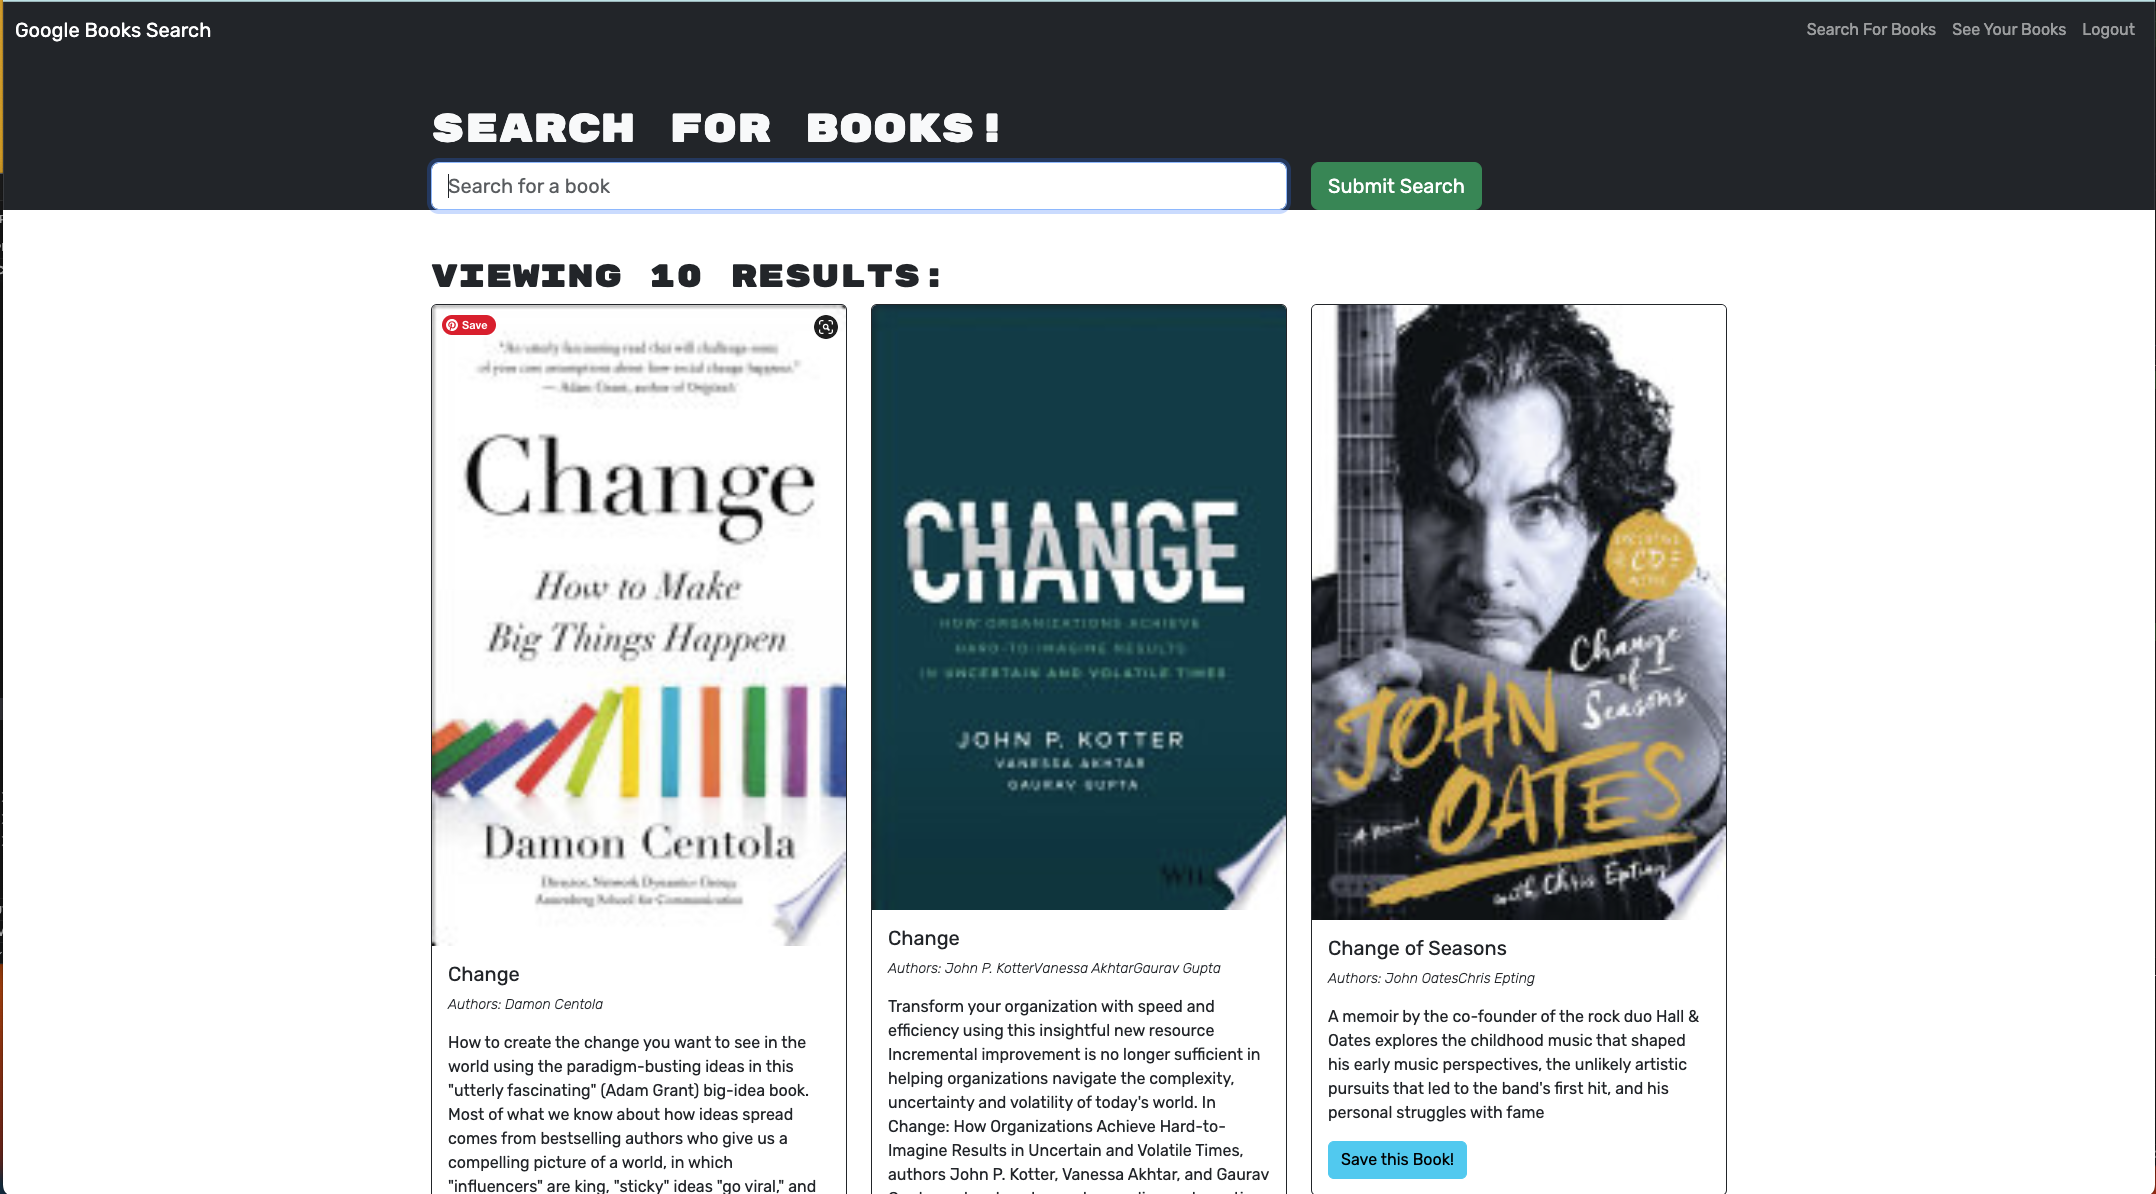 Google Books Search
Search For Books
See Your Books
Logout
SEARCH FOR BOOKS!
Search for a book
Submit Search
VIEWING 10 RESULTS:
Save
"An utterly fascinating read that will challenge some
of your core assumptions about how social change happens."
— Adam Grant, author of Originals
Change
How to Make
Big Things Happen
Damon Centola
Director, Network Dynamics Group,
Annenberg School for Communication
Change
Authors: Damon Centola
How to create the change you want to see in the
world using the paradigm-busting ideas in this
"utterly fascinating" (Adam Grant) big-idea book.
Most of what we know about how ideas spread
comes from bestselling authors who give us a
compelling picture of a world, in which
"influencers" are king, "sticky" ideas "go viral," and
CHANGE
HOW ORGANIZATIONS ACHIEVE
HARD-TO-IMAGINE RESULTS
IN UNCERTAIN AND VOLATILE TIMES
JOHN P. KOTTER
VANESSA AKHTAR
GAURAV GUPTA
Change
Authors: John P. KotterVanessa AkhtarGaurav Gupta
Transform your organization with speed and
efficiency using this insightful new resource
Incremental improvement is no longer sufficient in
helping organizations navigate the complexity,
uncertainty and volatility of today's world. In
Change: How Organizations Achieve Hard-to-
Imagine Results in Uncertain and Volatile Times,
authors John P. Kotter, Vanessa Akhtar, and Gaurav
CD
Change
of
Seasons
JOHN
OATES
A Memoir
with Chris Epting
Change of Seasons
Authors: John OatesChris Epting
A memoir by the co-founder of the rock duo Hall &
Oates explores the childhood music that shaped
his early music perspectives, the unlikely artistic
pursuits that led to the band's first hit, and his
personal struggles with fame
Save this Book!